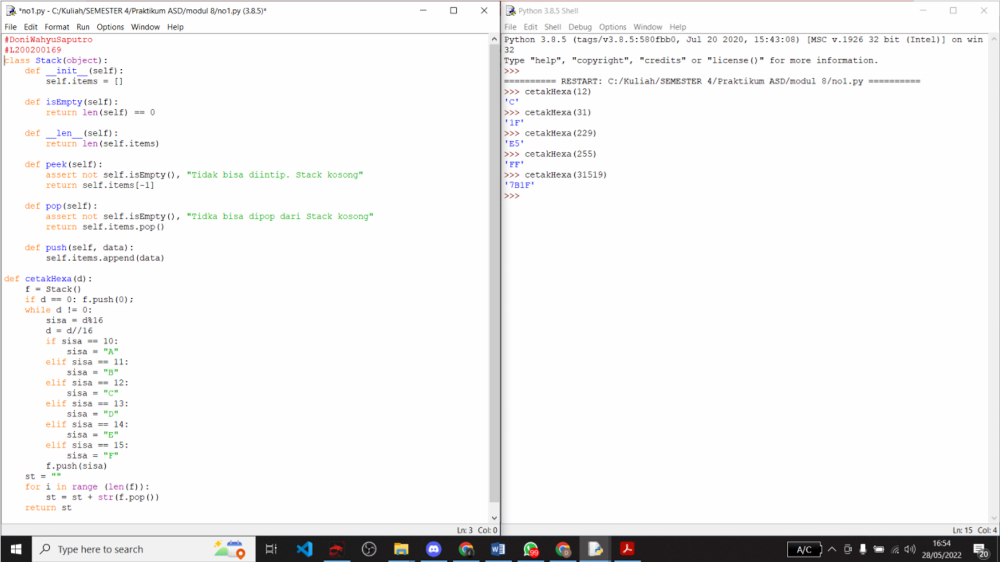 *no1.py - C:/Kuliah/SEMESTER 4/Praktikum ASD/modul 8/no1.py (3.8.5)*
File Edit Format Run Options Window Help
#DoniWahyuSaputro
#L200200169
class Stack(object):
    def __init__(self):
        self.items = []

    def isEmpty(self):
        return len(self) == 0

    def __len__(self):
        return len(self.items)

    def peek(self):
        assert not self.isEmpty(), "Tidak bisa diintip. Stack kosong"
        return self.items[-1]

    def pop(self):
        assert not self.isEmpty(), "Tidka bisa dipop dari Stack kosong"
        return self.items.pop()

    def push(self, data):
        self.items.append(data)

def cetakHexa(d):
    f = Stack()
    if d == 0: f.push(0);
    while d != 0:
        sisa = d%16
        d = d//16
        if sisa == 10:
            sisa = "A"
        elif sisa == 11:
            sisa = "B"
        elif sisa == 12:
            sisa = "C"
        elif sisa == 13:
            sisa = "D"
        elif sisa == 14:
            sisa = "E"
        elif sisa == 15:
            sisa = "F"
        f.push(sisa)
    st = ""
    for i in range (len(f)):
        st = st + str(f.pop())
    return st
Ln: 3 Col: 0
Python 3.8.5 Shell
File Edit Shell Debug Options Window Help
Python 3.8.5 (tags/v3.8.5:580fbb0, Jul 20 2020, 15:43:08) [MSC v.1926 32 bit (Intel)] on win
32
Type "help", "copyright", "credits" or "license()" for more information.
>>>
========== RESTART: C:/Kuliah/SEMESTER 4/Praktikum ASD/modul 8/no1.py ==========
>>> cetakHexa(12)
'C'
>>> cetakHexa(31)
'1F'
>>> cetakHexa(229)
'E5'
>>> cetakHexa(255)
'FF'
>>> cetakHexa(31519)
'7B1F'
>>>
Ln: 15 Col: 4
Type here to search
99
A/C
16:54
28/05/2022
20